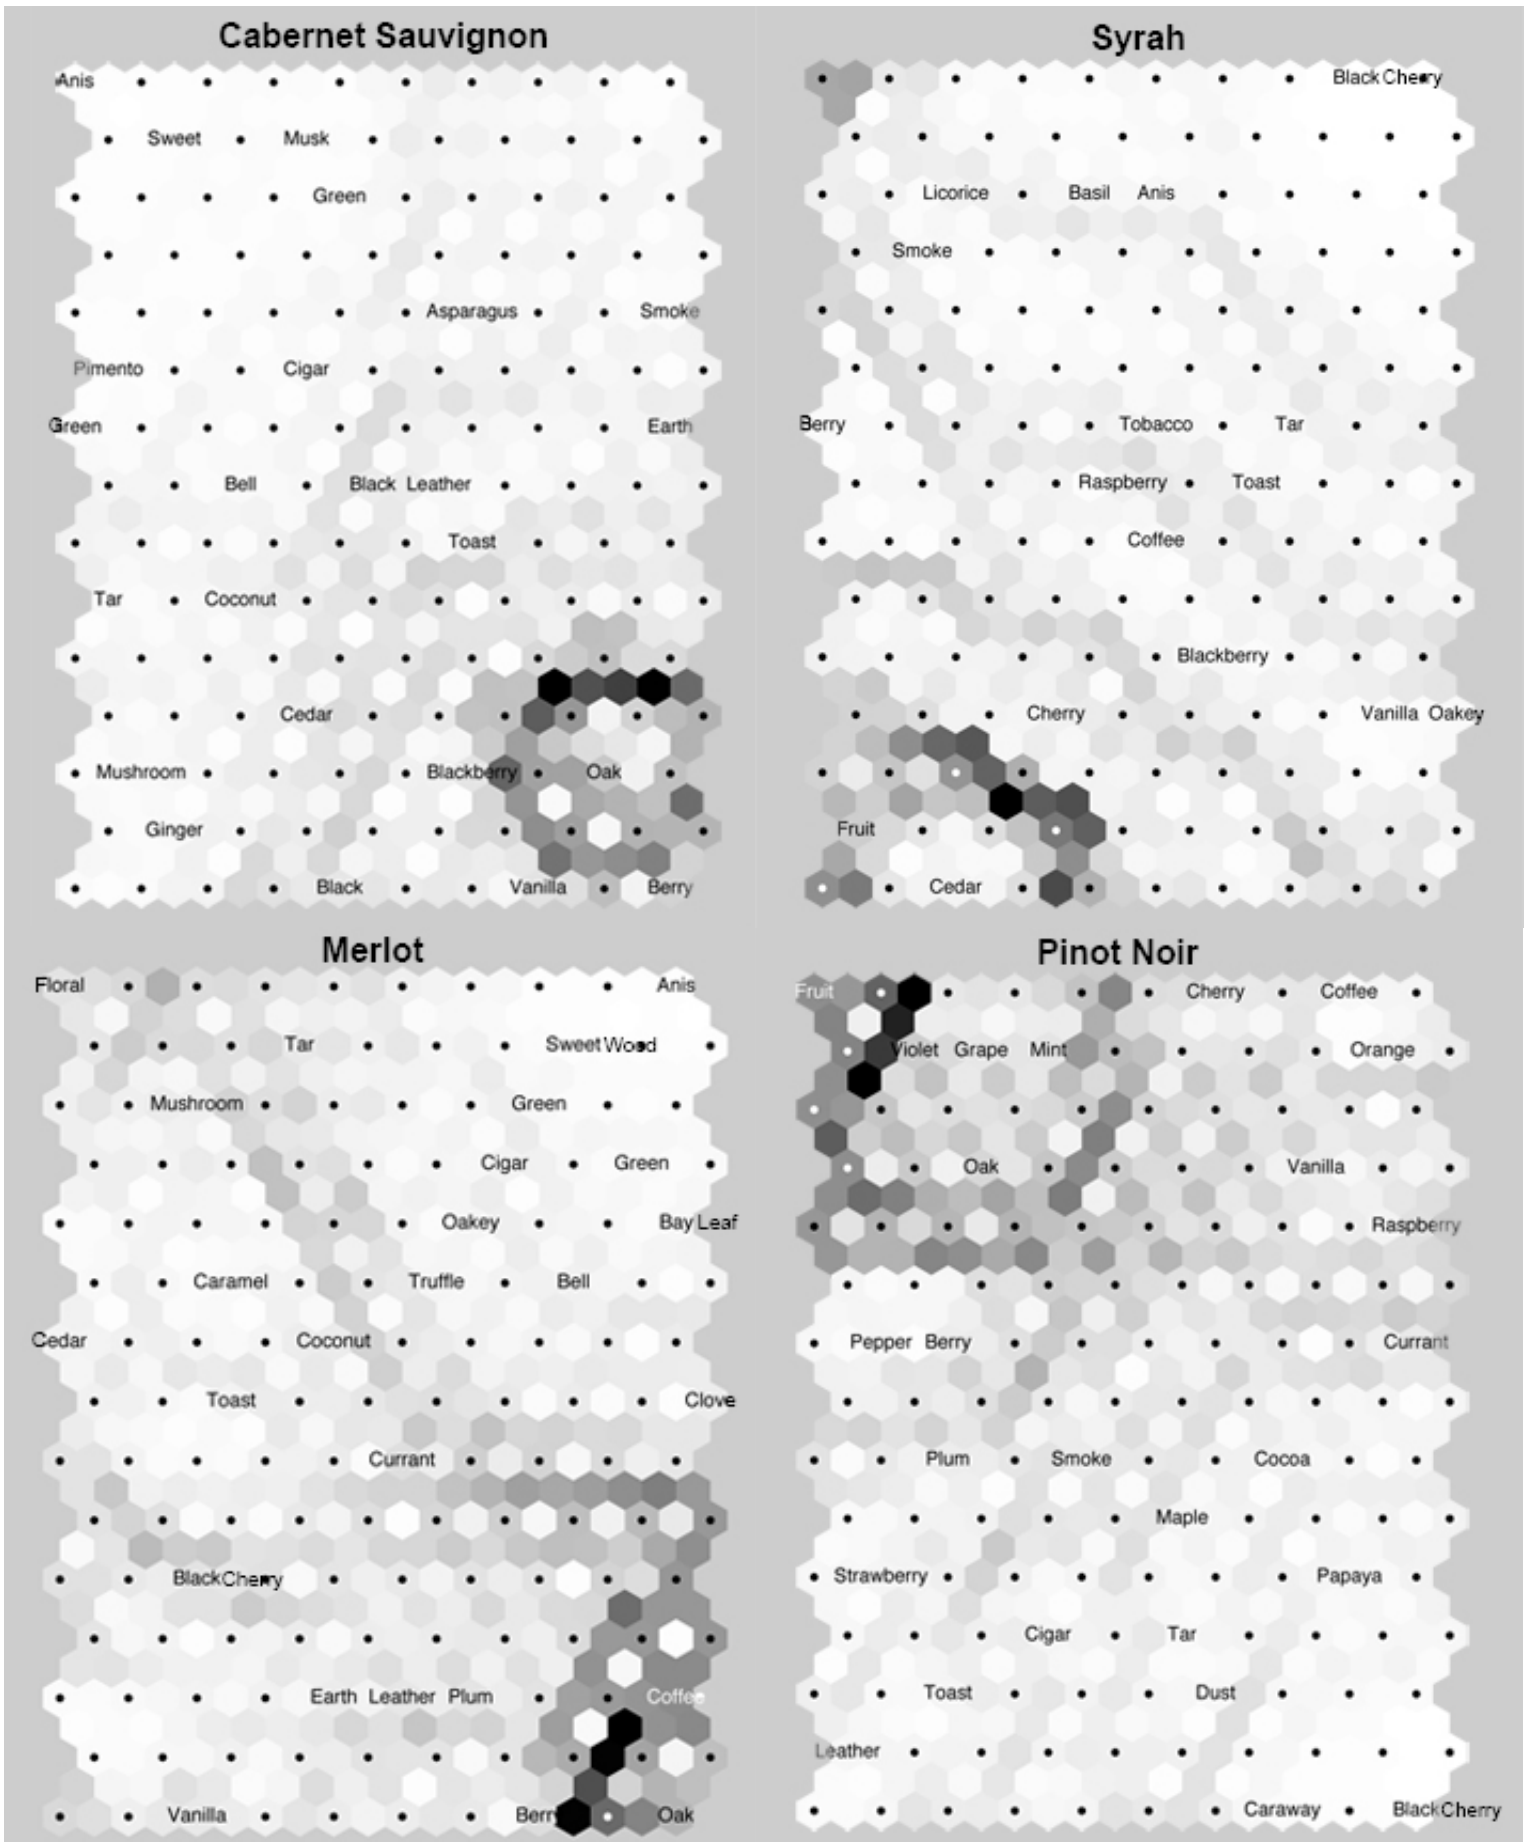 Cabernet Sauvignon
Anis
Sweet Musk
Green
Asparagus Smoke
Pimento Cigar
Green Earth
Bell Black Leather
Toast
Tar Coconut
Cedar
Mushroom Blackberry Oak
Ginger
Black Vanilla Berry
Syrah
Black Cherry
Licorice Basil Anis
Smoke
Berry Tobacco Tar
Raspberry Toast
Coffee
Blackberry
Cherry Vanilla Oakey
Fruit
Cedar
Merlot
Floral Anis
Tar Sweet Wood
Mushroom Green
Cigar Green
Oakey Bay Leaf
Caramel Truffle Bell
Cedar Coconut
Toast Clove
Currant
Black Cherry
Earth Leather Plum Coffee
Vanilla Berry Oak
Pinot Noir
Fruit Cherry Coffee
Violet Grape Mint Orange
Oak Vanilla
Raspberry
Pepper Berry Currant
Plum Smoke Cocoa
Maple
Strawberry Papaya
Cigar Tar
Toast Dust
Leather
Caraway Black Cherry